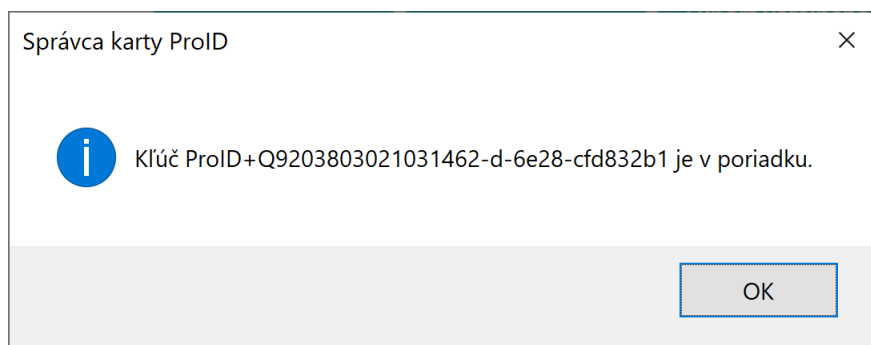 Správca karty ProID
Kľúč ProID+Q9203803021031462-d-6e28-cfd832b1 je v poriadku.
OK